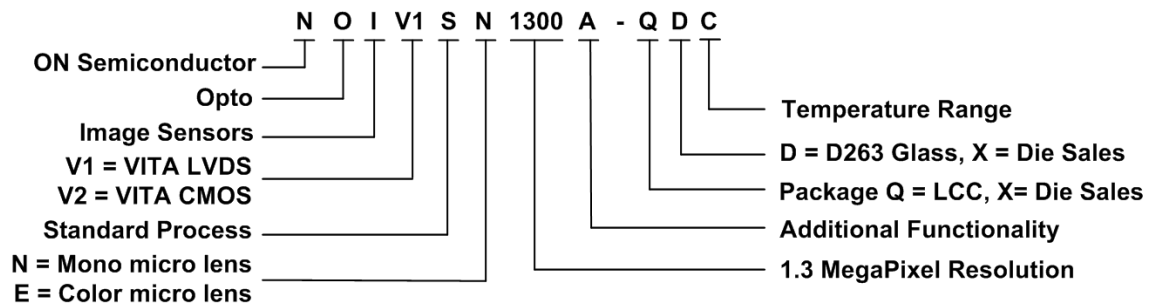 N O I V1 S N 1300 A - Q D C
ON Semiconductor
Opto
Image Sensors
V1 = VITA LVDS
V2 = VITA CMOS
Standard Process
N = Mono micro lens
E = Color micro lens
Temperature Range
D = D263 Glass, X = Die Sales
Package Q = LCC, X= Die Sales
Additional Functionality
1.3 MegaPixel Resolution